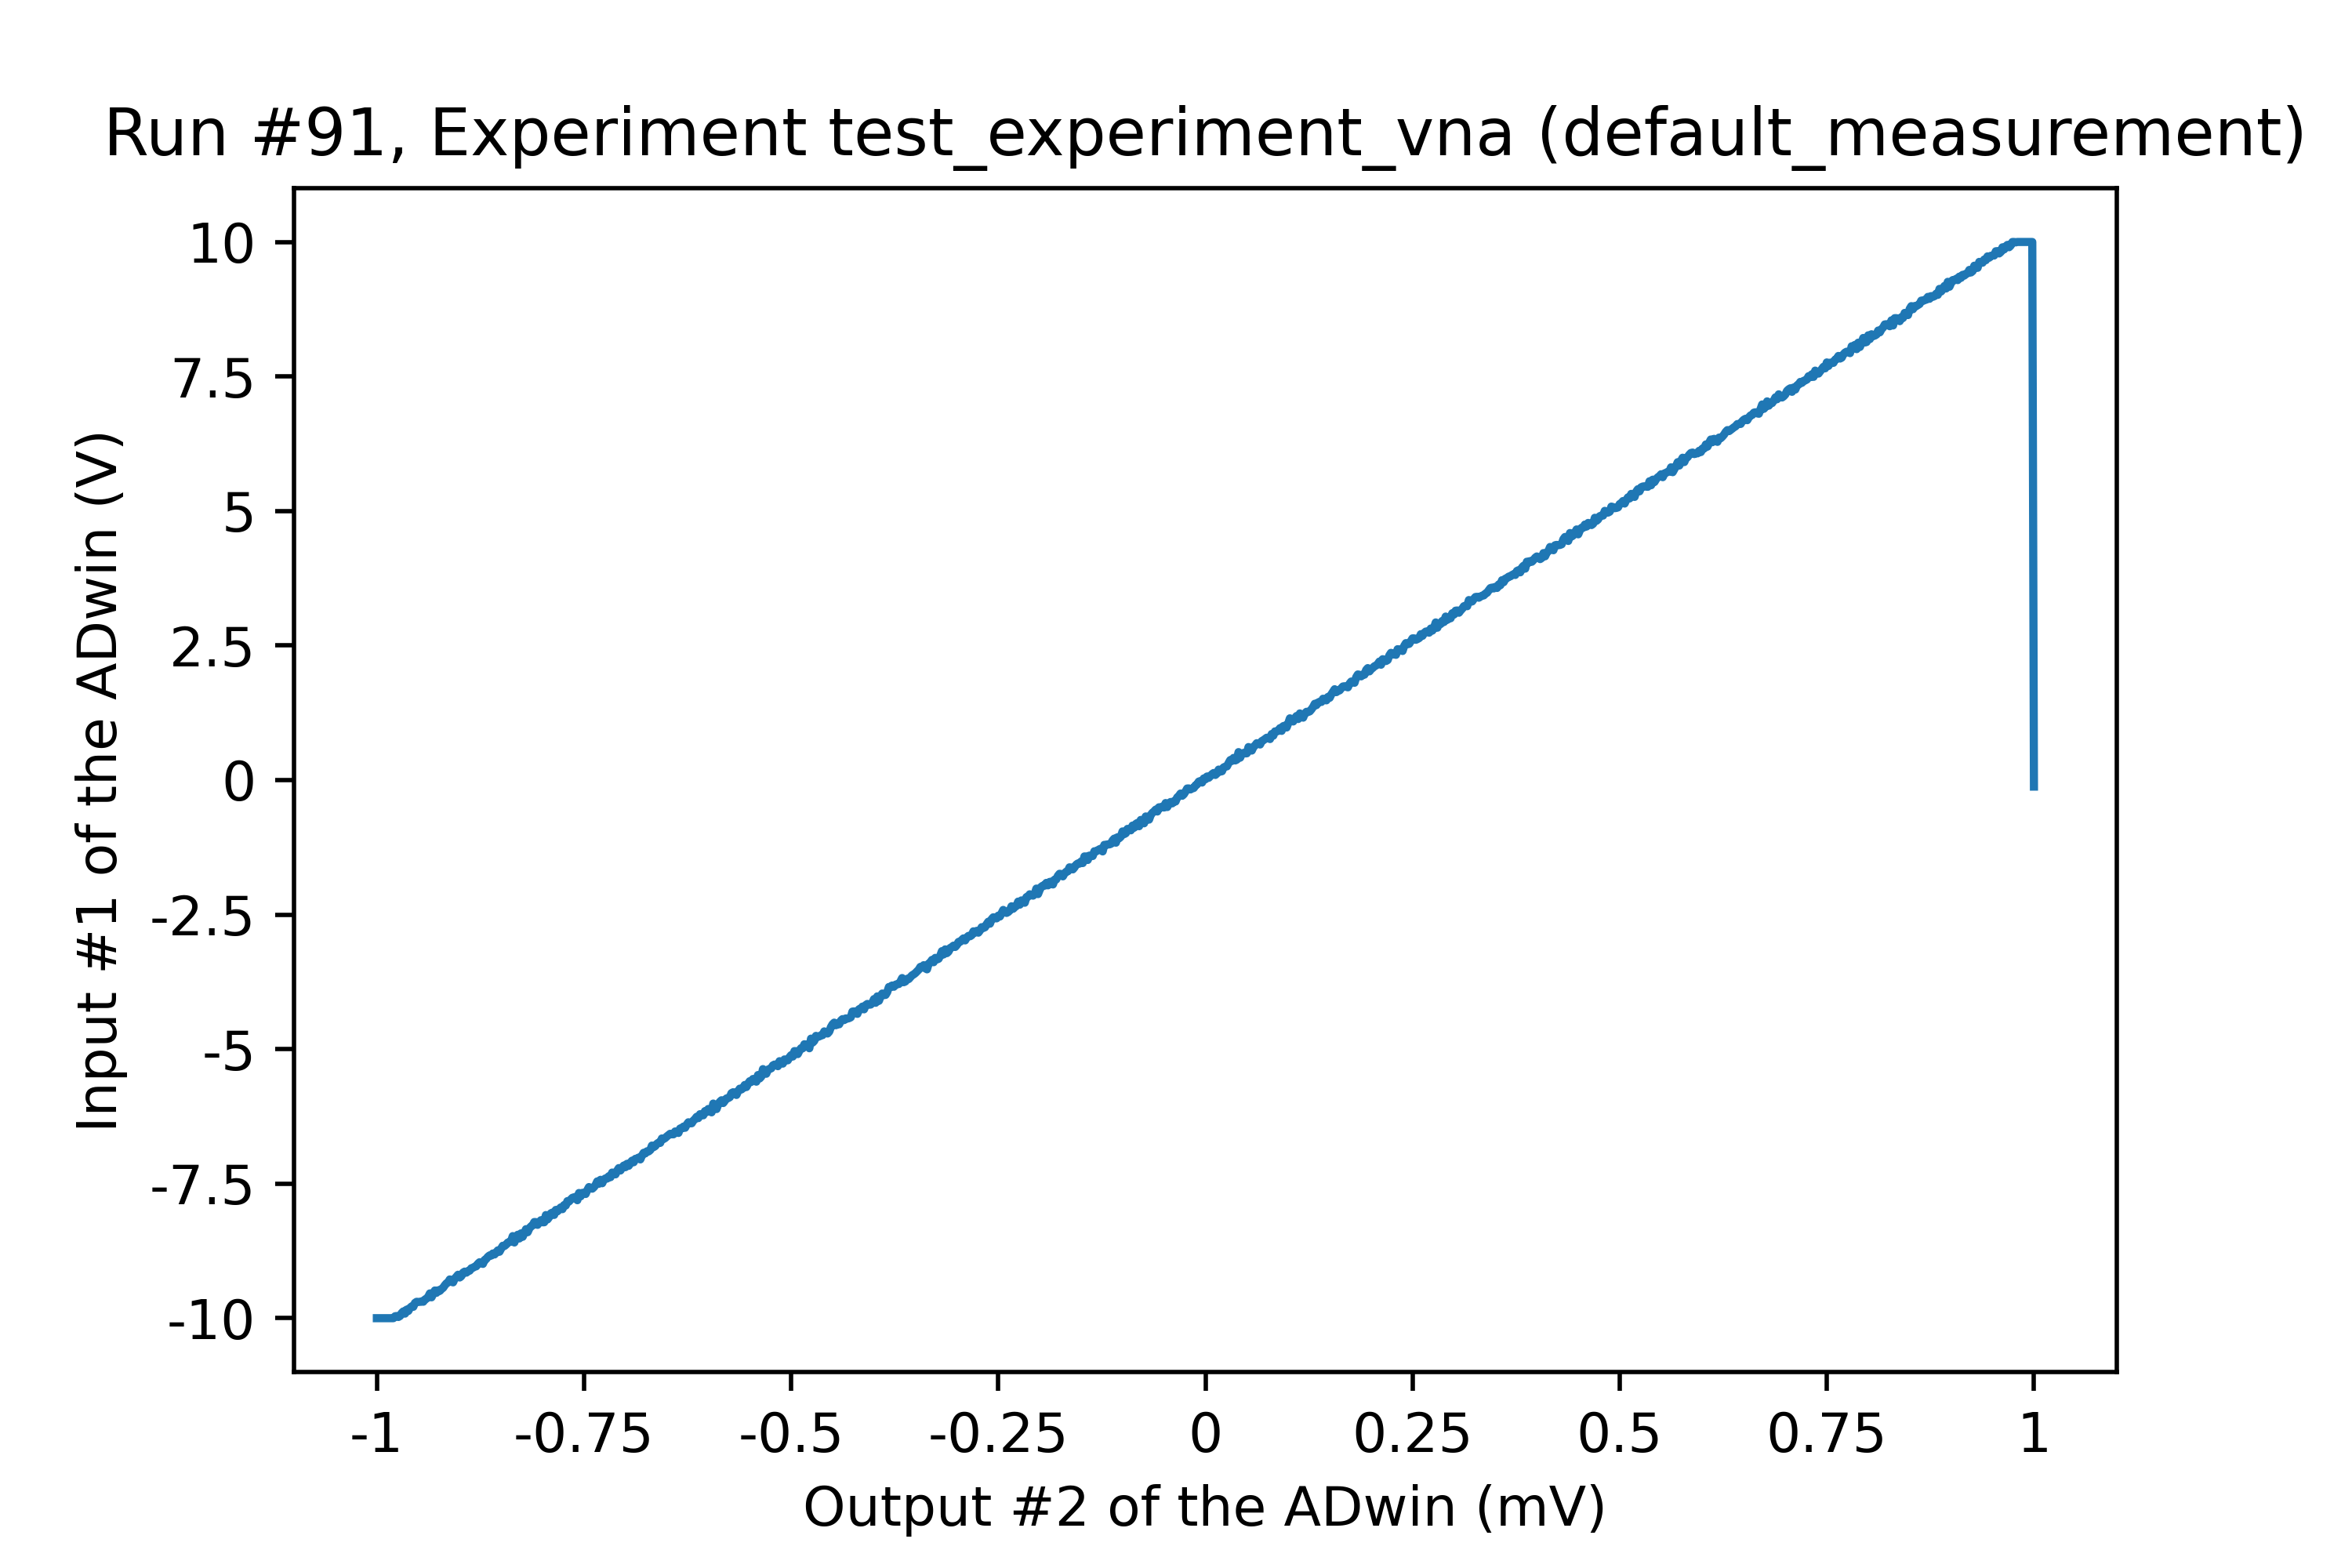 Run #91, Experiment test_experiment_vna (default_measurement)
Input #1 of the ADwin (V)
10
7.5
5
2.5
0
-2.5
-5
-7.5
-10
-1 -0.75 -0.5 -0.25 0 0.25 0.5 0.75 1
Output #2 of the ADwin (mV)